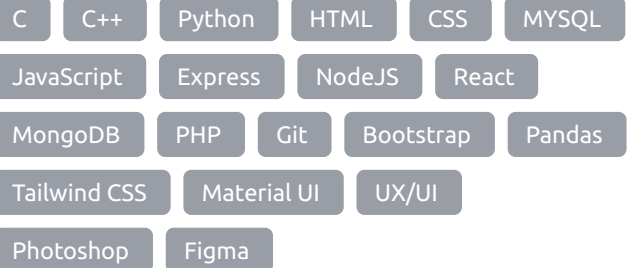 C C++ Python HTML CSS MYSQL
JavaScript Express NodeJS React
MongoDB PHP Git Bootstrap Pandas
Tailwind CSS Material UI UX/UI
Photoshop Figma